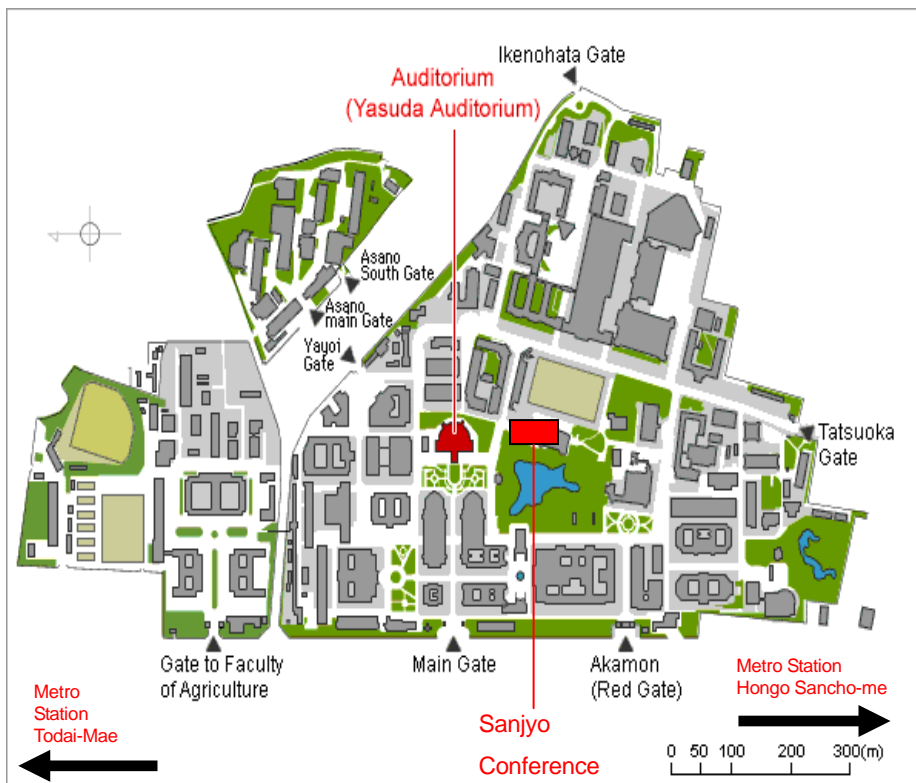 Ikenohata Gate
Auditorium
(Yasuda Auditorium)
Asano
South Gate
Asano
main Gate
Yayoi
Gate
Tatsuoka
Gate
Gate to Faculty
of Agriculture
Main Gate
Akamon
(Red Gate)
Metro Station
Hongo Sancho-me
Metro
Station
Todai-Mae
Sanjyo
Conference
0 50 100 200 300(m)